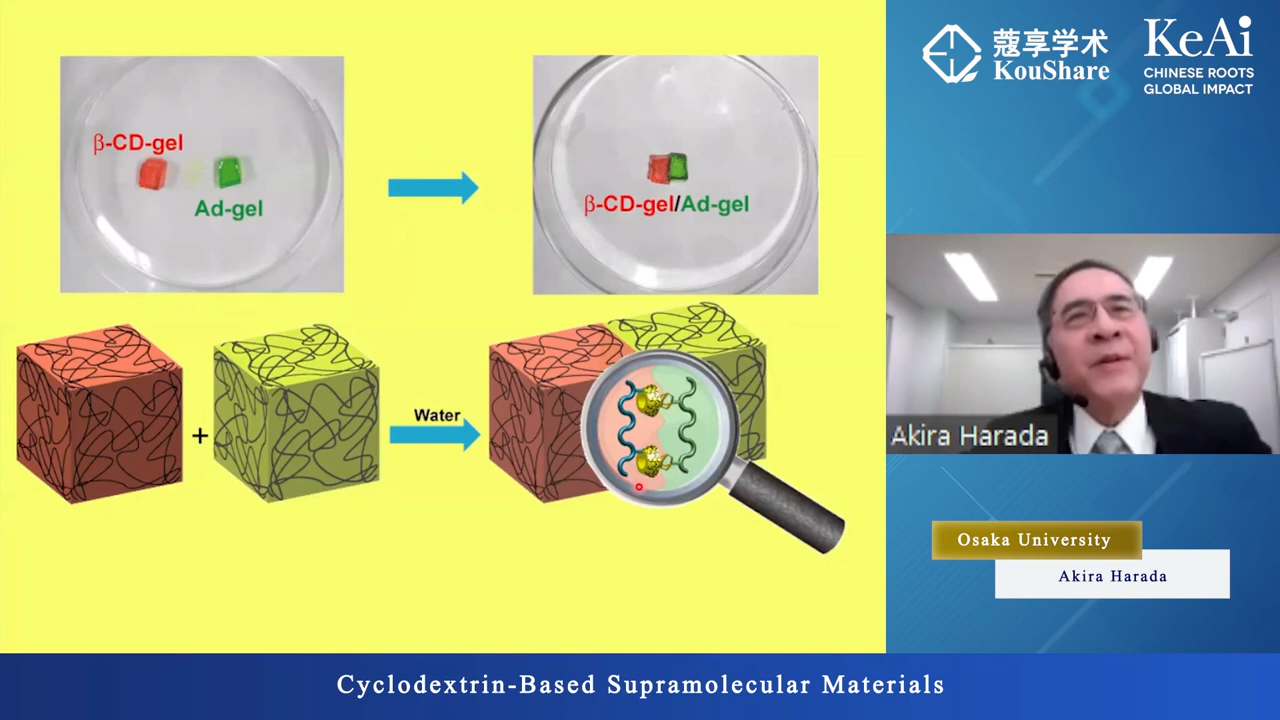 β-CD-gel
Ad-gel
β-CD-gel/Ad-gel
+
Water
蔻享学术
KouShare
KeAi
CHINESE ROOTS
GLOBAL IMPACT
Akira Harada
Osaka University
Akira Harada
Cyclodextrin-Based Supramolecular Materials